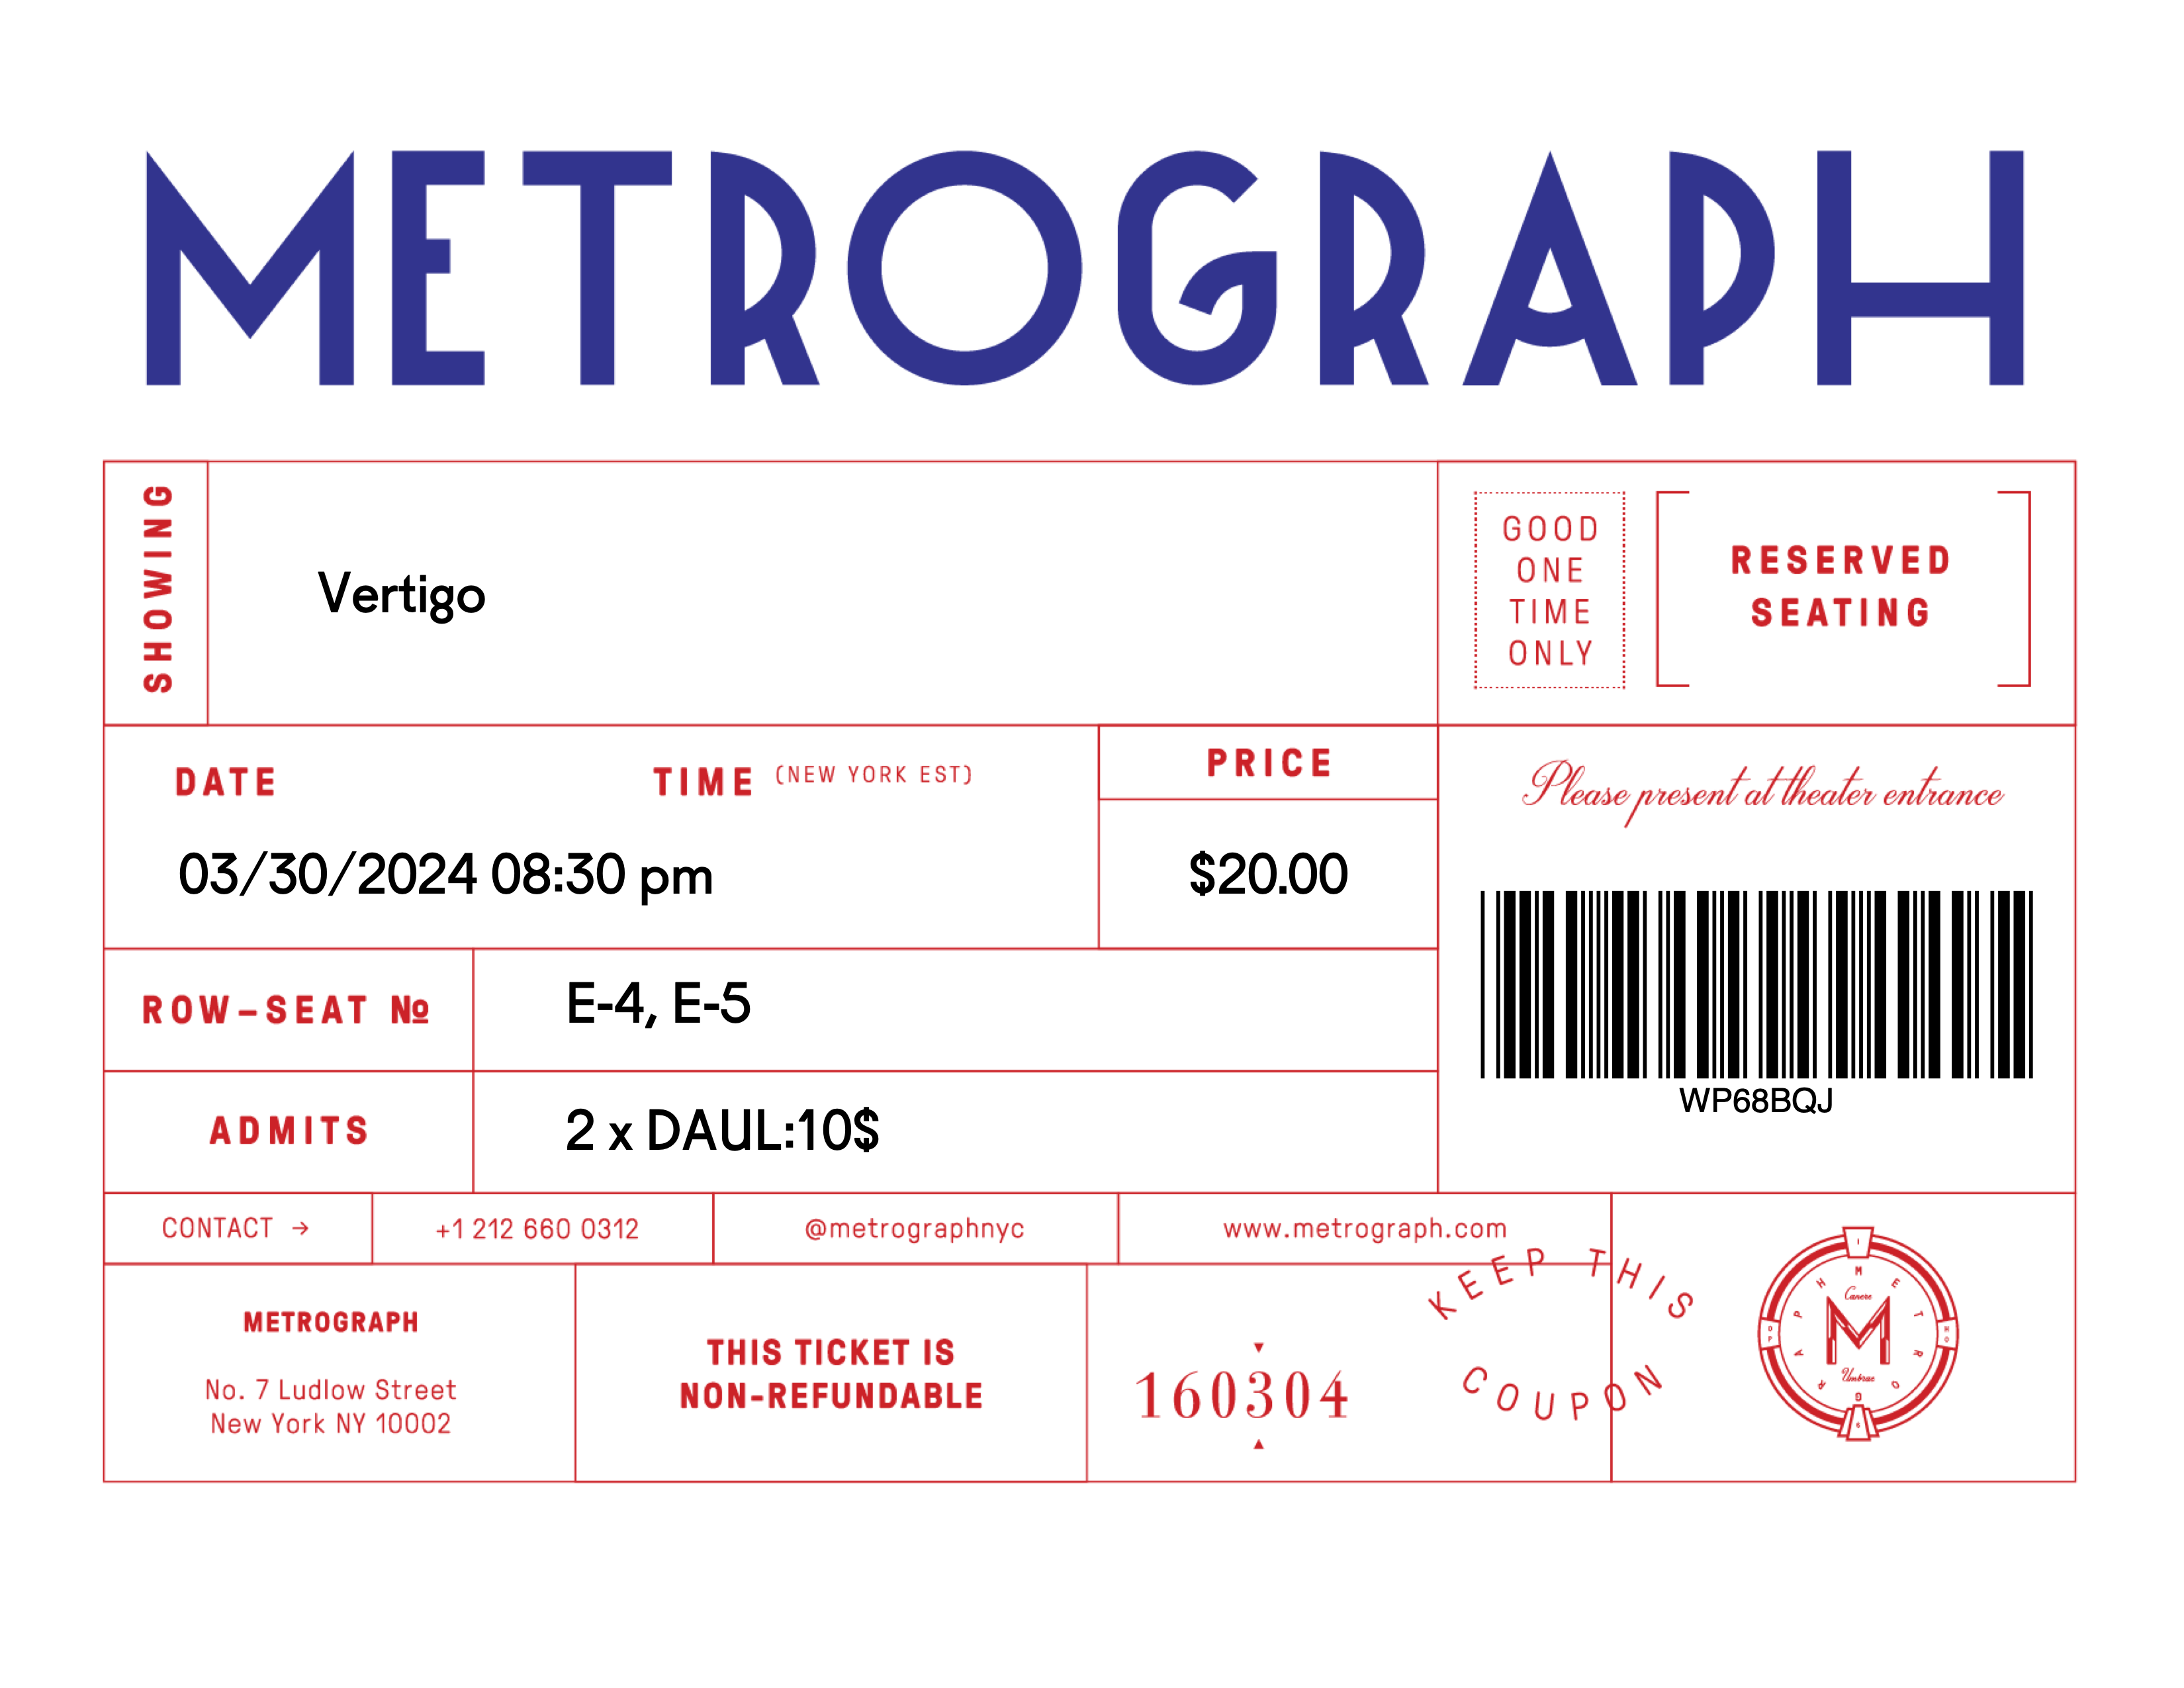 METROGRAPH
SHOWING
Vertigo
GOOD
ONE
TIME
ONLY
RESERVED
SEATING
DATE
TIME (NEW YORK EST)
03/30/2024 08:30 pm
PRICE
$20.00
Please present at theater entrance
ROW-SEAT №
E-4, E-5
WP68BQJ
ADMITS
2 x DAUL:10$
CONTACT →
+1 212 660 0312
@metrographnyc
www.metrograph.com
METROGRAPH
No. 7 Ludlow Street
New York NY 10002
THIS TICKET IS
NON-REFUNDABLE
160304
KEEP THIS
COUPON
METROGRAPH
Canere
M
Umbrae